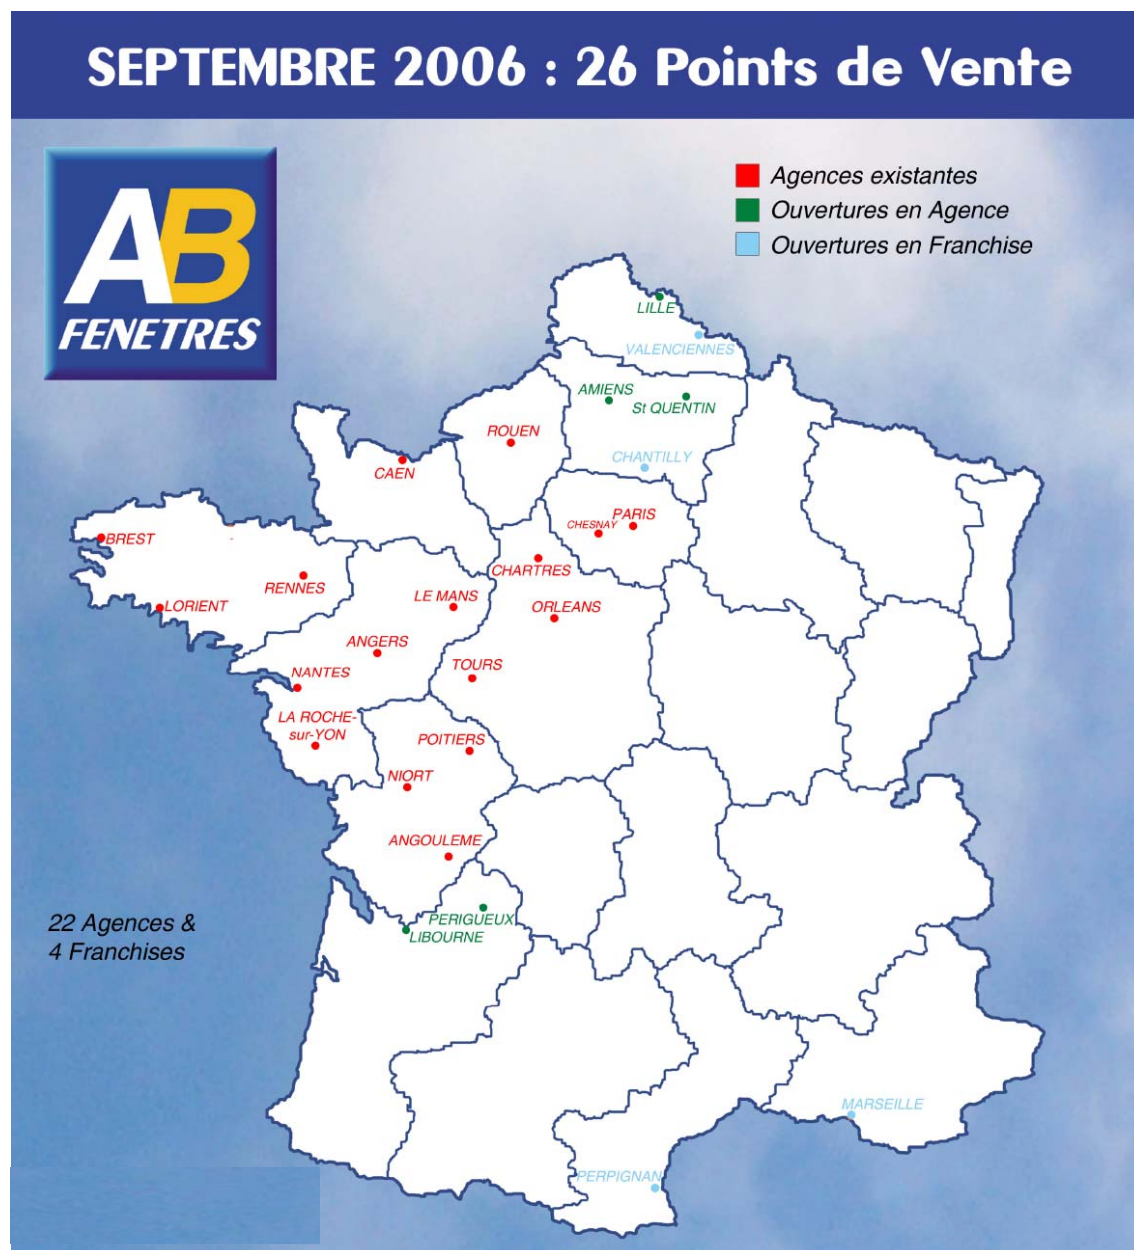 SEPTEMBRE 2006 : 26 Points de Vente
AB
FENETRES
Agences existantes
Ouvertures en Agence
Ouvertures en Franchise
LILLE
VALENCIENNES
AMIENS
St QUENTIN
ROUEN
CHANTILLY
CAEN
PARIS
CHESNAY
BREST
CHARTRES
RENNES
LE MANS
LORIENT
ORLEANS
ANGERS
NANTES
TOURS
LA ROCHE-
sur-YON
POITIERS
NIORT
ANGOULEME
22 Agences &
4 Franchises
PERIGUEUX
LIBOURNE
MARSEILLE
PERPIGNAN